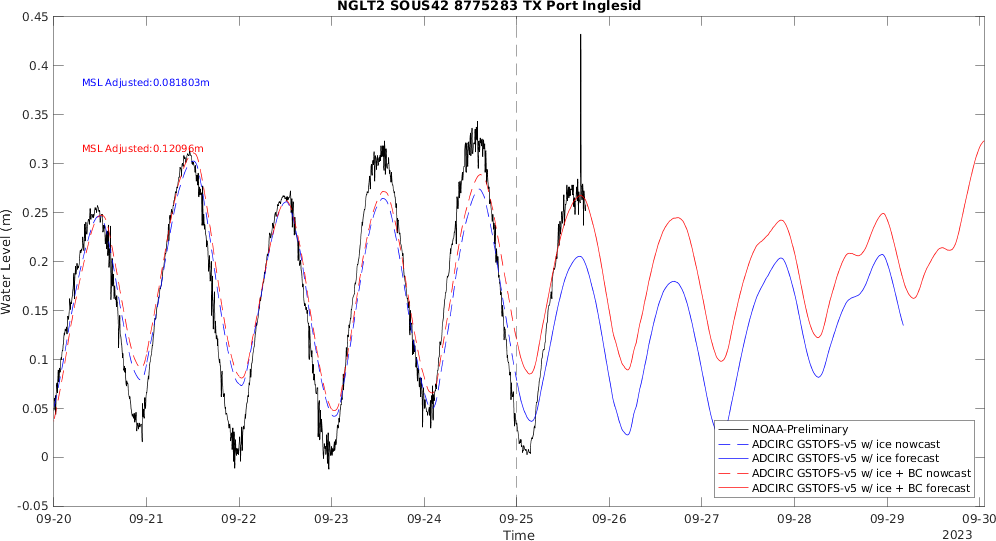 NGLT2 SOUS42 8775283 TX Port Inglesid
0.45
0.4
0.35
0.3
0.25
0.2
0.15
0.1
0.05
0
-0.05
Water Level (m)
MSL Adjusted:0.081803m
MSL Adjusted:0.12096m
NOAA-Preliminary
ADCIRC GSTOFS-v5 w/ ice nowcast
ADCIRC GSTOFS-v5 w/ ice forecast
ADCIRC GSTOFS-v5 w/ ice + BC nowcast
ADCIRC GSTOFS-v5 w/ ice + BC forecast
09-20 09-21 09-22 09-23 09-24 09-25 09-26 09-27 09-28 09-29 09-30
Time
2023